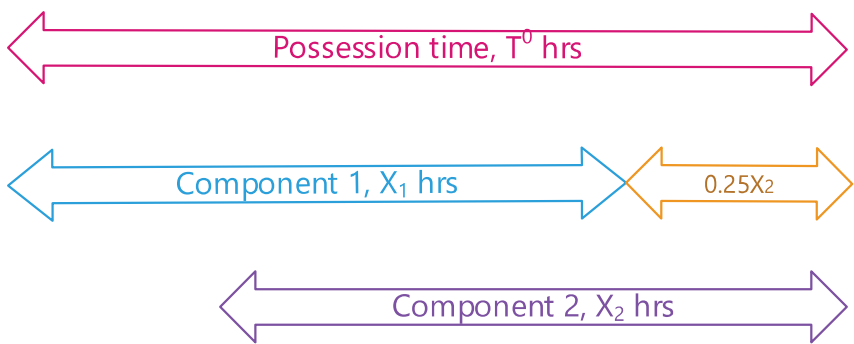 Possession time, T⁰ hrs
Component 1, X₁ hrs
0.25X₂
Component 2, X₂ hrs